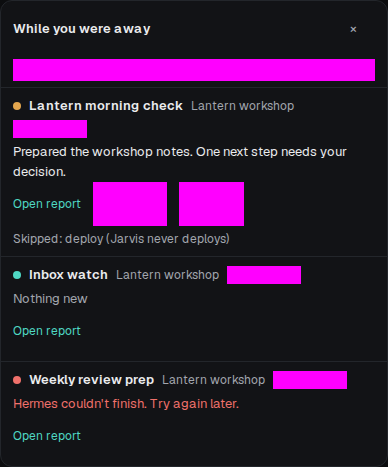 While you were away ×
Lantern morning check Lantern workshop
Prepared the workshop notes. One next step needs your
decision.
Open report
Skipped: deploy (Jarvis never deploys)
Inbox watch Lantern workshop
Nothing new
Open report
Weekly review prep Lantern workshop
Hermes couldn't finish. Try again later.
Open report